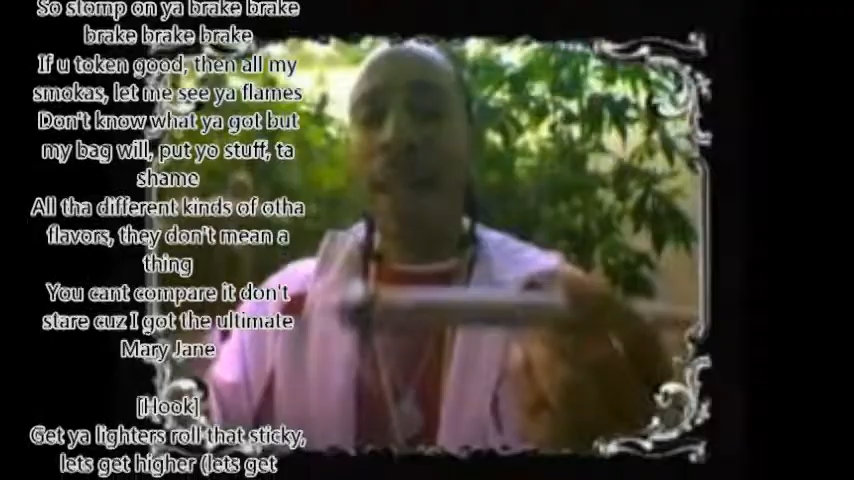 So stomp on ya brake brake
brake brake brake
If u token good, then all my
smokas, let me see ya flames
Don't know what ya got but
my bag will, put yo stuff, ta
shame
All tha different kinds of otha
flavors, they don't mean a
thing
You cant compare it don't
stare cuz I got the ultimate
Mary Jane
[Hook]
Get ya lighters roll that sticky,
lets get higher (lets get